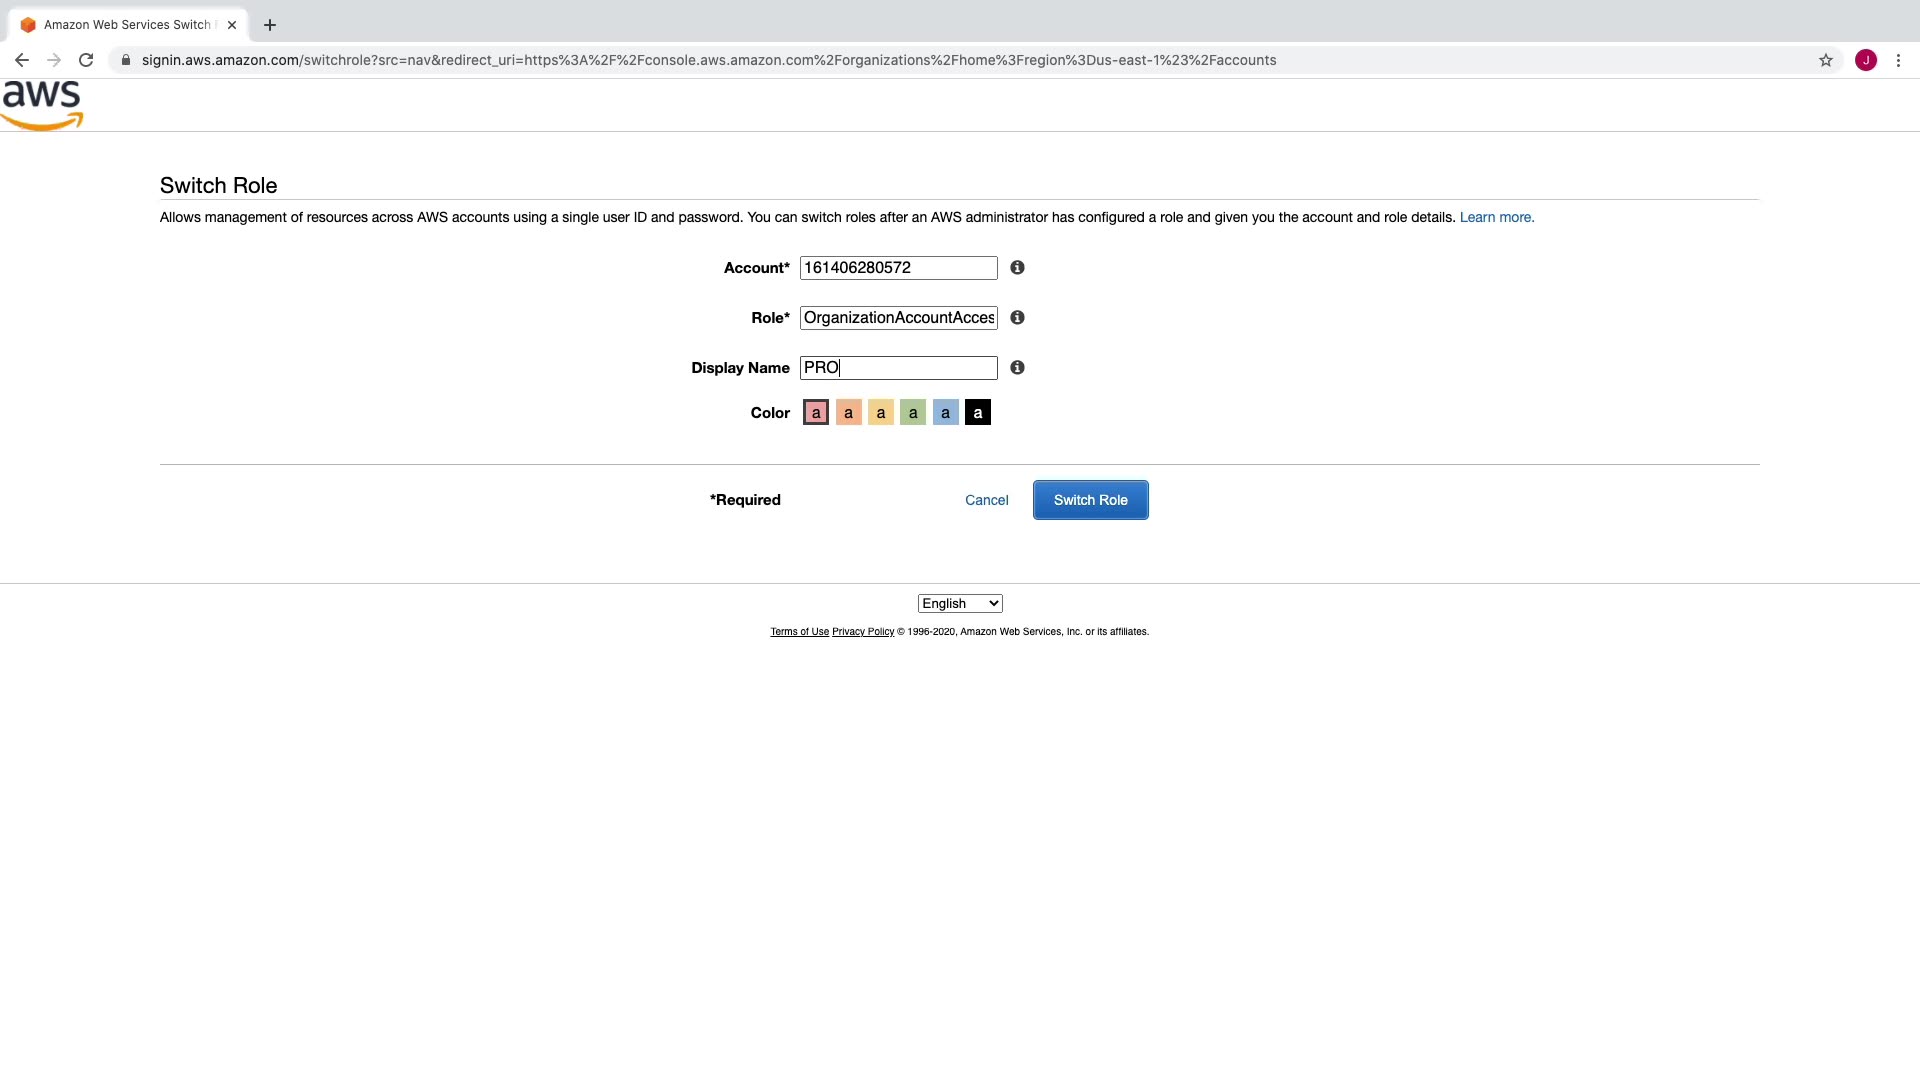 Amazon Web Services Switch
signin.aws.amazon.com/switchrole?src=nav&redirect_uri=https%3A%2F%2Fconsole.aws.amazon.com%2Forganizations%2Fhome%3Fregion%3Dus-east-1%23%2Faccounts
J
aws
Switch Role
Allows management of resources across AWS accounts using a single user ID and password. You can switch roles after an AWS administrator has configured a role and given you the account and role details. Learn more.
Account* 161406280572
Role* OrganizationAccountAcces
Display Name PRO
Color a a a a a a
*Required Cancel Switch Role
English
Terms of Use Privacy Policy © 1996-2020, Amazon Web Services, Inc. or its affiliates.